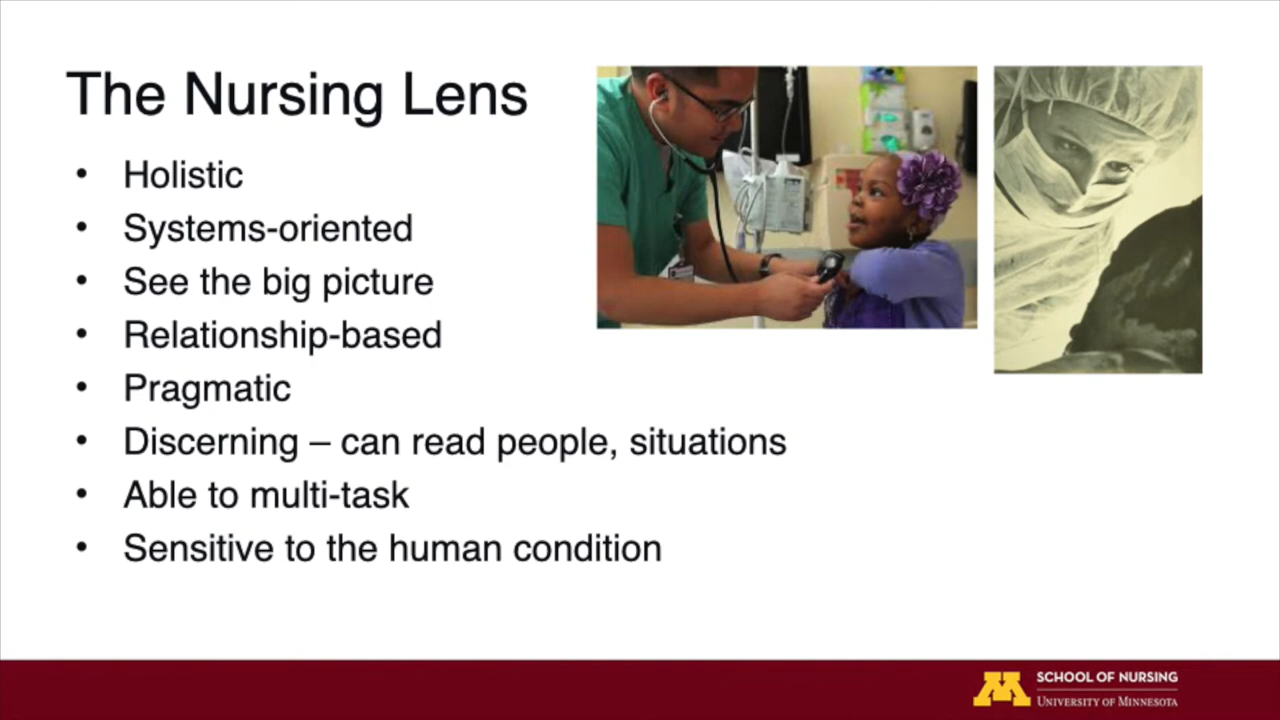 The Nursing Lens
• Holistic
• Systems-oriented
• See the big picture
• Relationship-based
• Pragmatic
• Discerning – can read people, situations
• Able to multi-task
• Sensitive to the human condition
M
SCHOOL OF NURSING
UNIVERSITY OF MINNESOTA